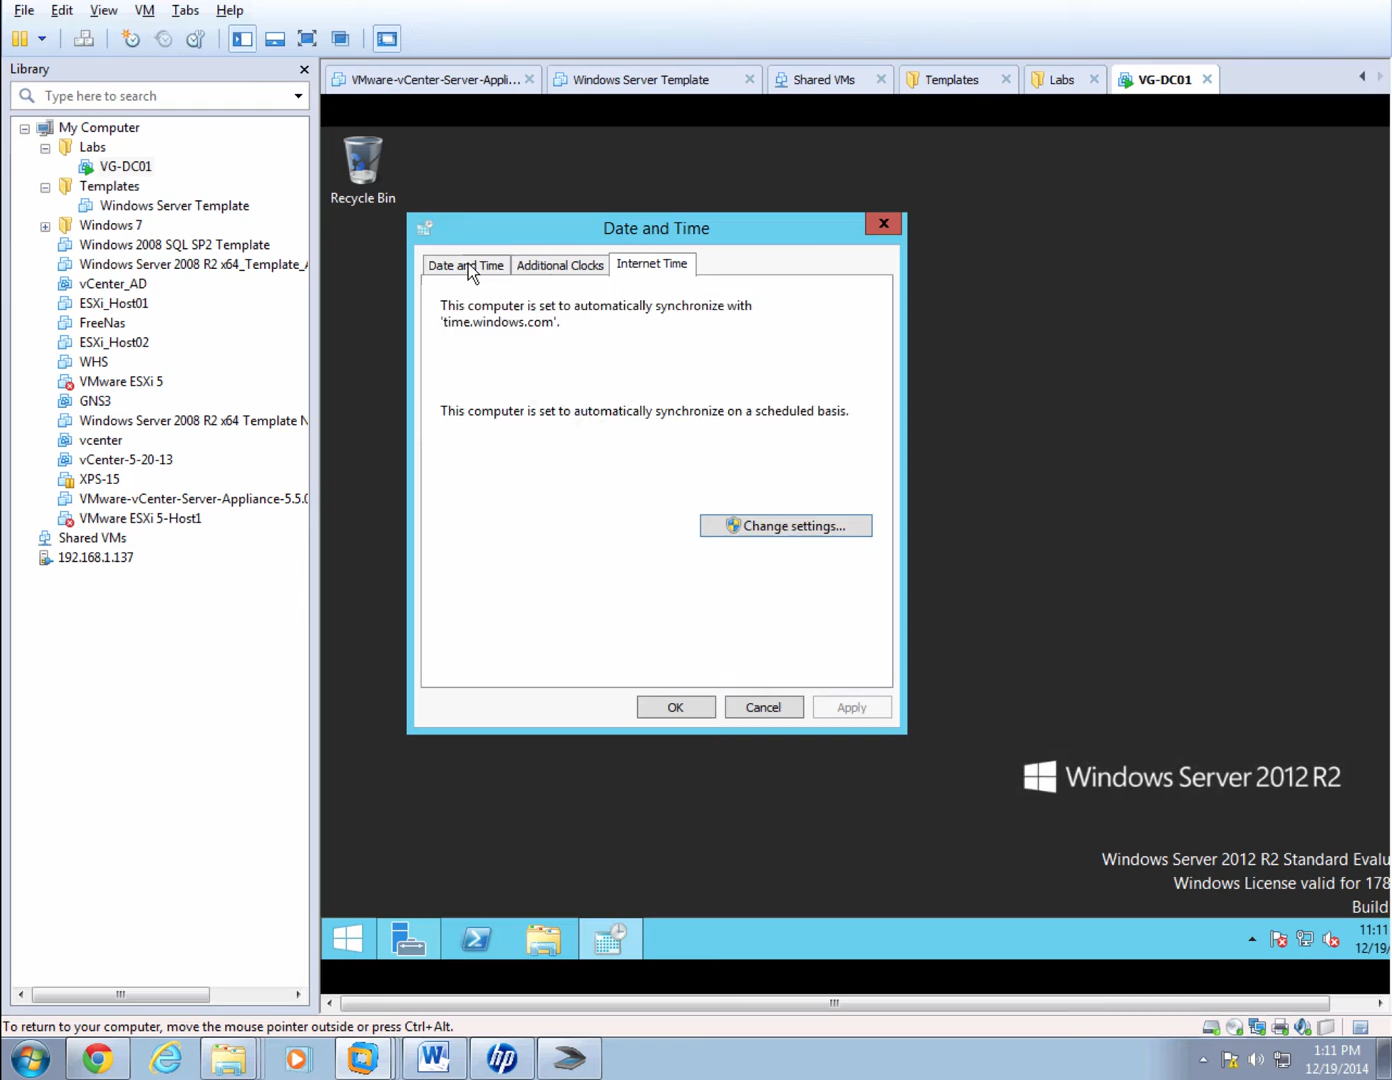 File Edit View VM Tabs Help
Library
Type here to search
My Computer
Labs
VG-DC01
Templates
Windows Server Template
Windows 7
Windows 2008 SQL SP2 Template
Windows Server 2008 R2 x64_Template_
vCenter_AD
ESXi_Host01
FreeNas
ESXi_Host02
WHS
VMware ESXi 5
GNS3
Windows Server 2008 R2 x64 Template N
vcenter
vCenter-5-20-13
XPS-15
VMware-vCenter-Server-Appliance-5.5.0
VMware ESXi 5-Host1
Shared VMs
192.168.1.137
VMware-vCenter-Server-Appli... Windows Server Template Shared VMs Templates Labs VG-DC01
Recycle Bin
Date and Time
Date and Time Additional Clocks Internet Time
This computer is set to automatically synchronize with
'time.windows.com'.
This computer is set to automatically synchronize on a scheduled basis.
Change settings...
OK Cancel Apply
Windows Server 2012 R2
Windows Server 2012 R2 Standard Evalu
Windows License valid for 178
Build
11:11
12/19/
To return to your computer, move the mouse pointer outside or press Ctrl+Alt.
1:11 PM
12/19/2014